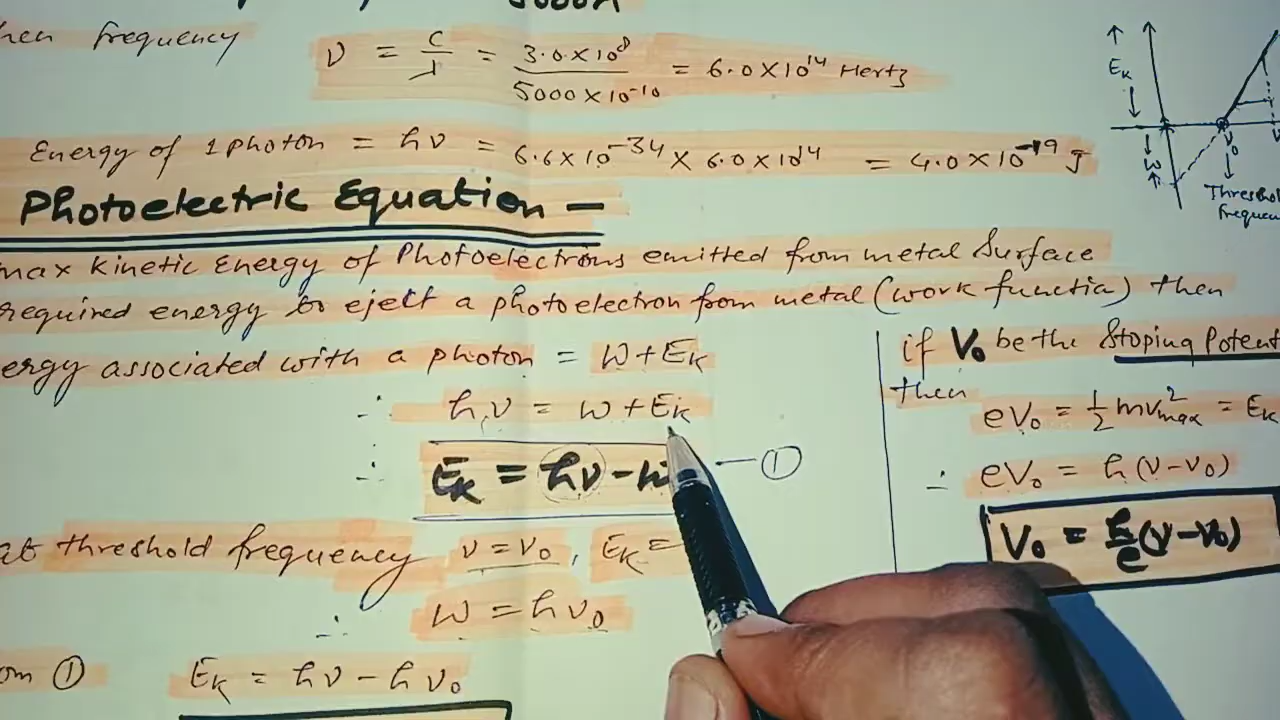 5000A
hen frequency ν = c/λ = 3.0×10⁸/5000×10⁻¹⁰ = 6.0×10¹⁴ Hertz
Energy of 1 photon = hν = 6.6×10⁻³⁴ × 6.0×10¹⁴ = 4.0×10⁻¹⁹ J
Eₖ
W
ν₀
Threshol
frequen
Photoelectric Equation —
max kinetic Energy of Photoelectrons emitted from metal Surface
required energy to eject a photoelectron from metal (work functia) then
ergy associated with a photon = W + Eₖ
∴ hν = W + Eₖ
∴ Eₖ = hν - W — ①
at threshold frequency ν = ν₀, Eₖ =
∴ W = hν₀
om ① Eₖ = hν - hν₀
if V₀ be the Stoping Potent
then
eV₀ = ½ mv²max = Eₖ
∴ eV₀ = h(ν - ν₀)
V₀ = h/e (ν - ν₀)